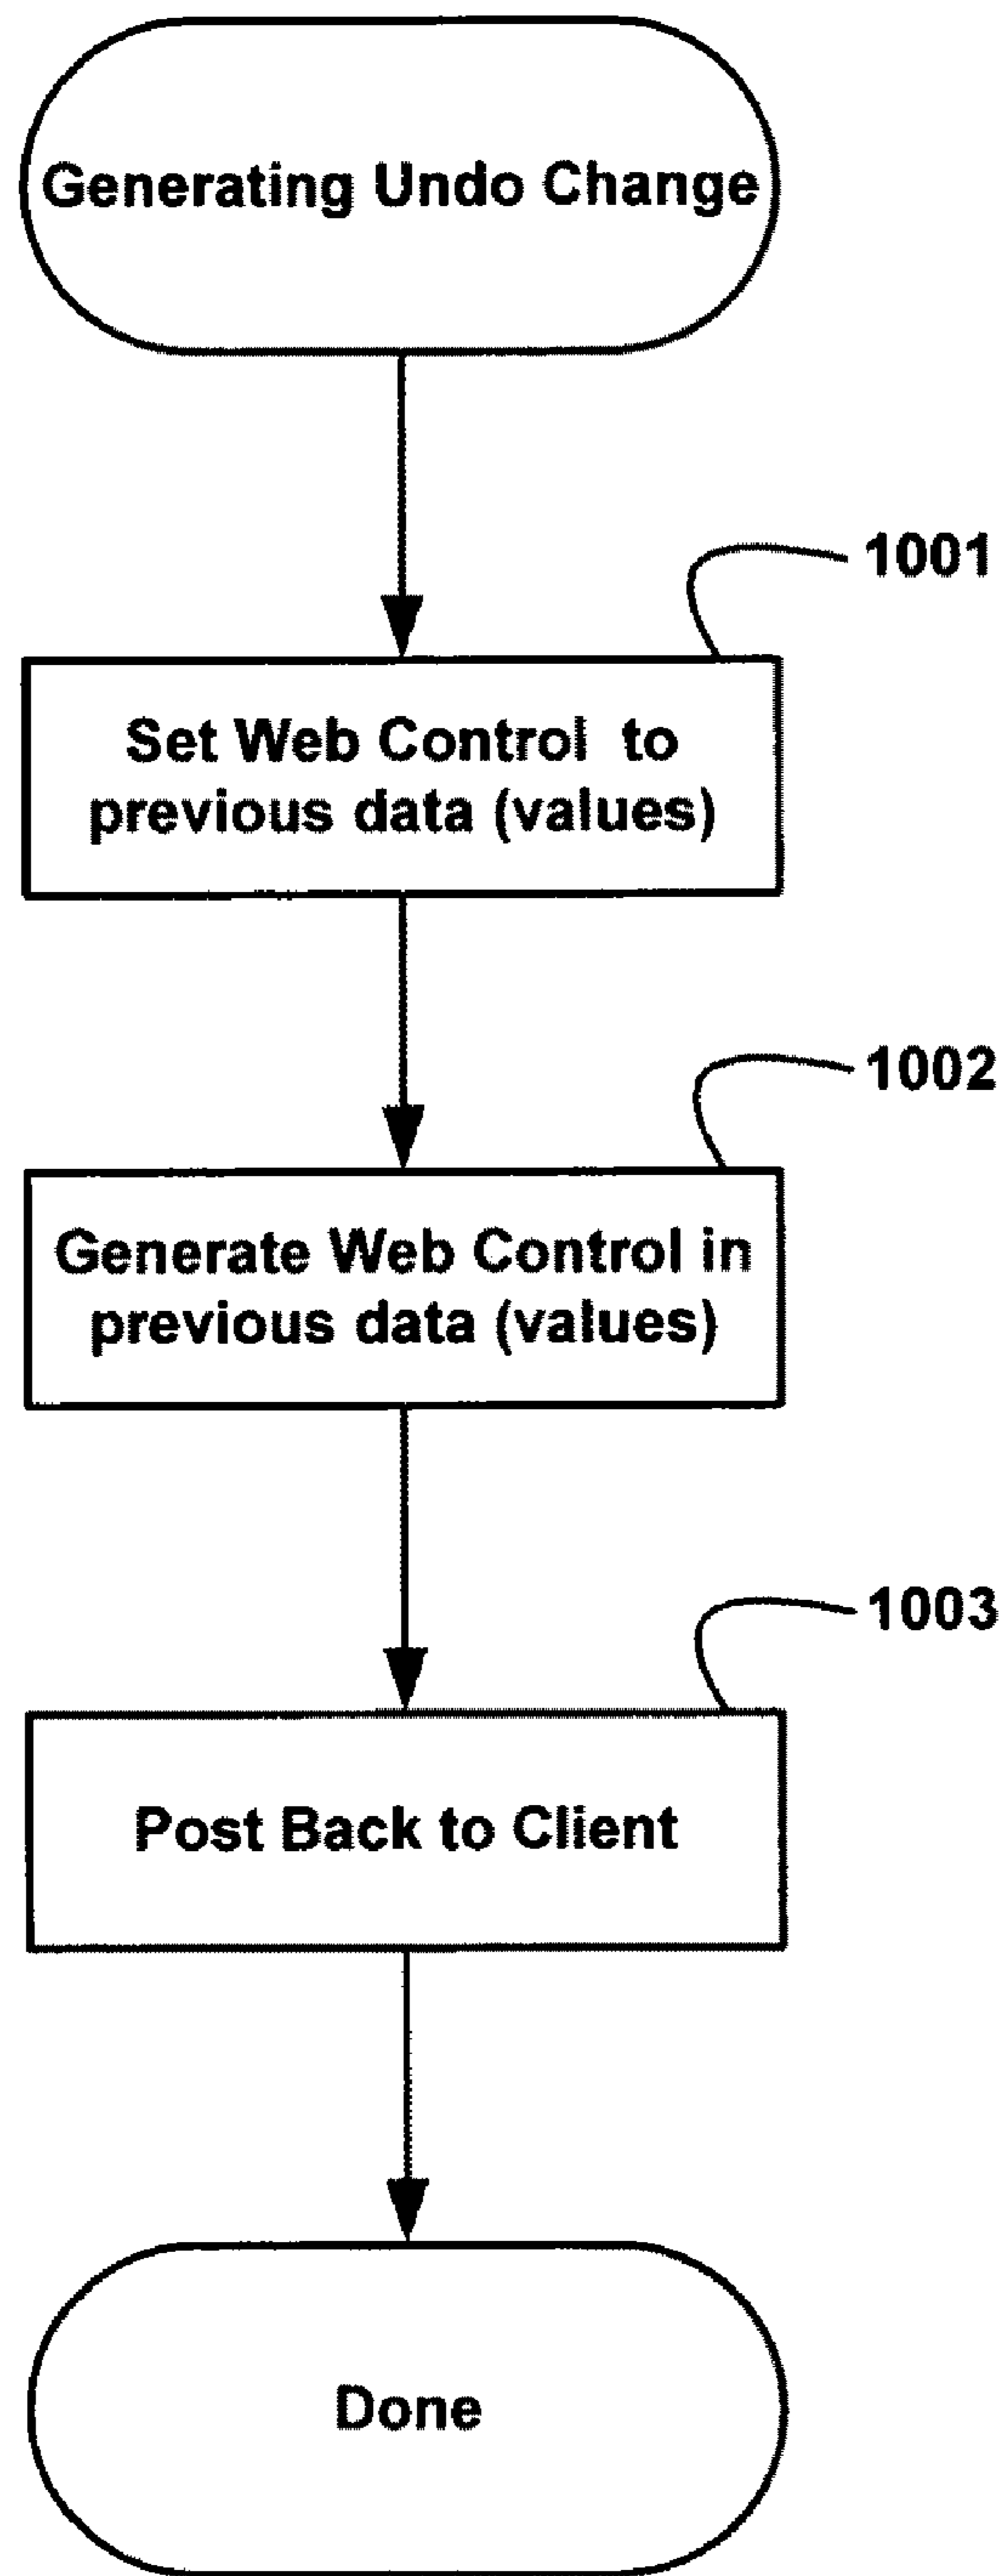 Generating Undo Change
1001
Set Web Control to
previous data (values)
1002
Generate Web Control in
previous data (values)
1003
Post Back to Client
Done